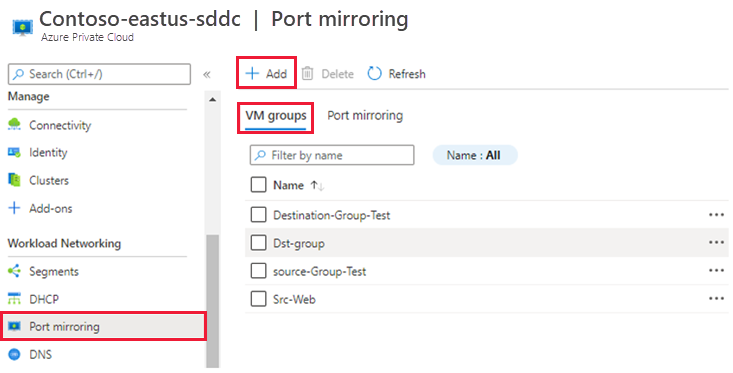 Contoso-eastus-sddc | Port mirroring
Azure Private Cloud
Search (Ctrl+/)
«
Manage
Connectivity
Identity
Clusters
+ Add-ons
Workload Networking
Segments
DHCP
Port mirroring
DNS
+ Add
Delete
Refresh
VM groups
Port mirroring
Filter by name
Name : All
Name ↑↓
Destination-Group-Test
Dst-group
source-Group-Test
Src-Web